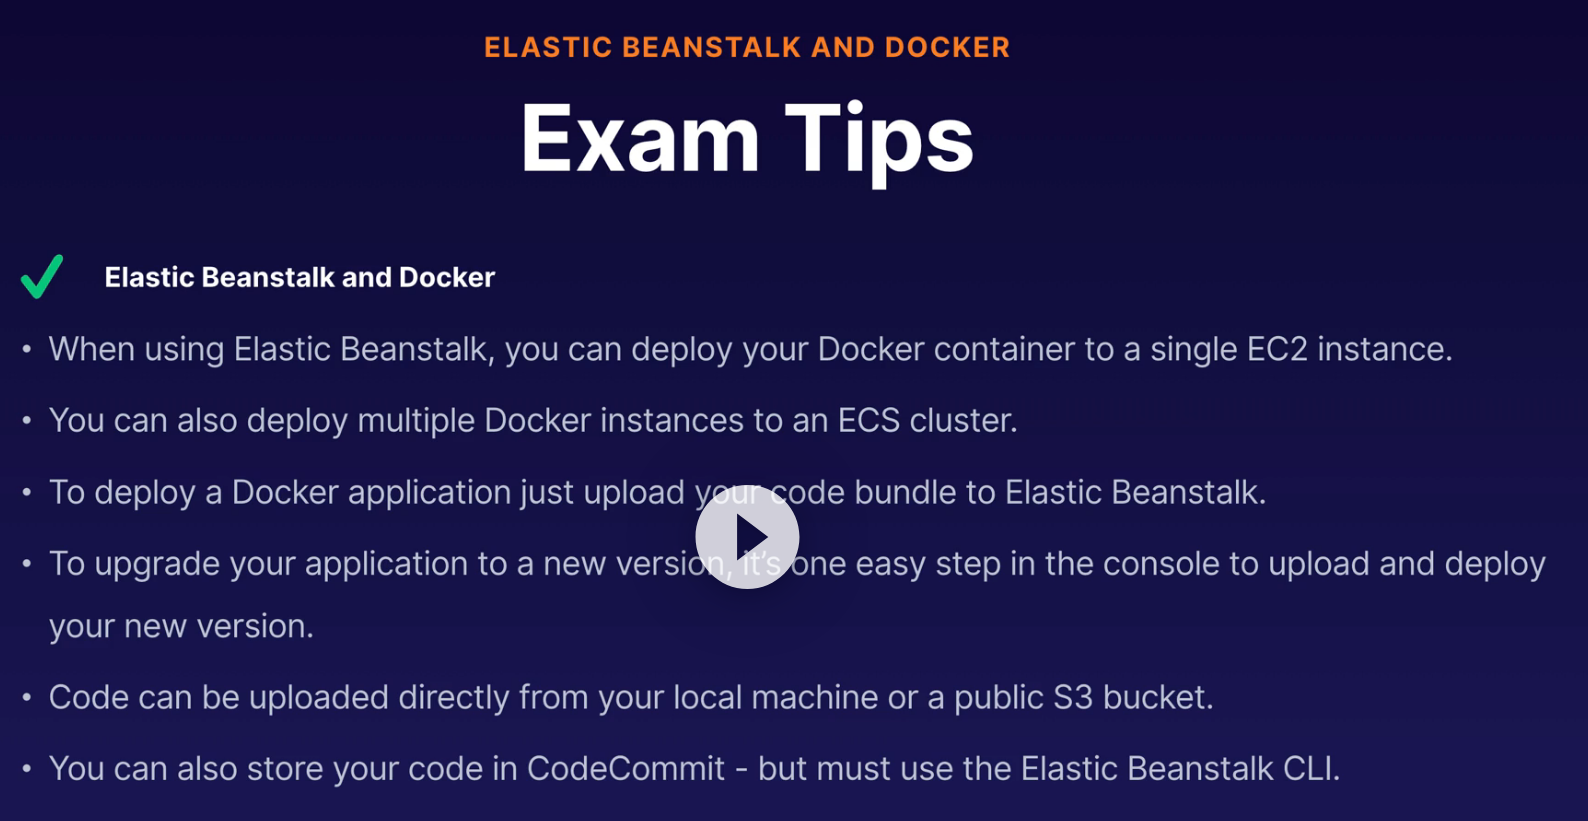 ELASTIC BEANSTALK AND DOCKER
Exam Tips
Elastic Beanstalk and Docker
• When using Elastic Beanstalk, you can deploy your Docker container to a single EC2 instance.
• You can also deploy multiple Docker instances to an ECS cluster.
• To deploy a Docker application just upload your code bundle to Elastic Beanstalk.
• To upgrade your application to a new version, it's one easy step in the console to upload and deploy
your new version.
• Code can be uploaded directly from your local machine or a public S3 bucket.
• You can also store your code in CodeCommit - but must use the Elastic Beanstalk CLI.